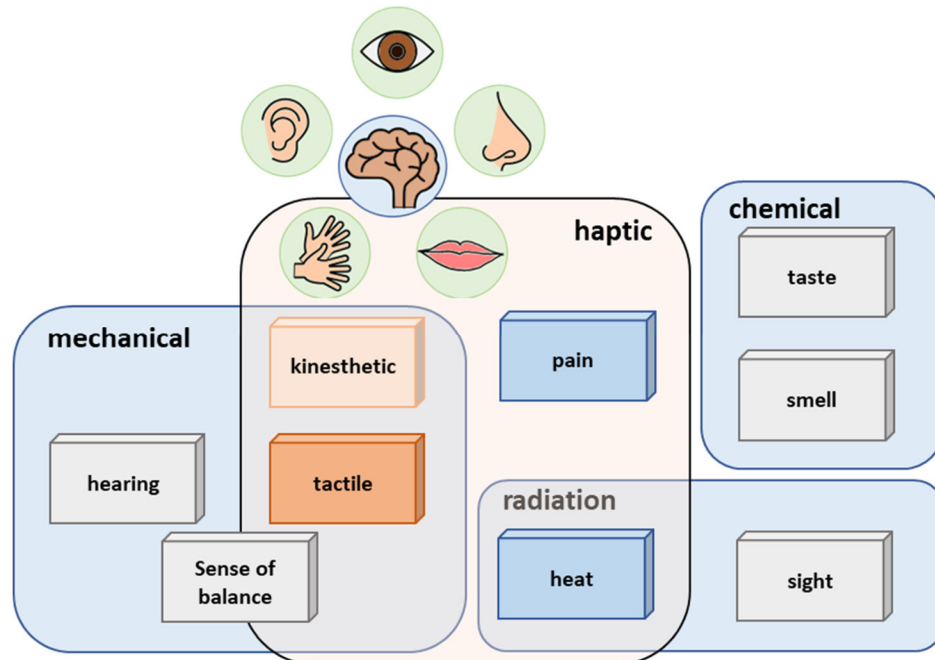 haptic
chemical
taste
mechanical
kinesthetic
pain
smell
hearing
tactile
radiation
Sense of
balance
heat
sight